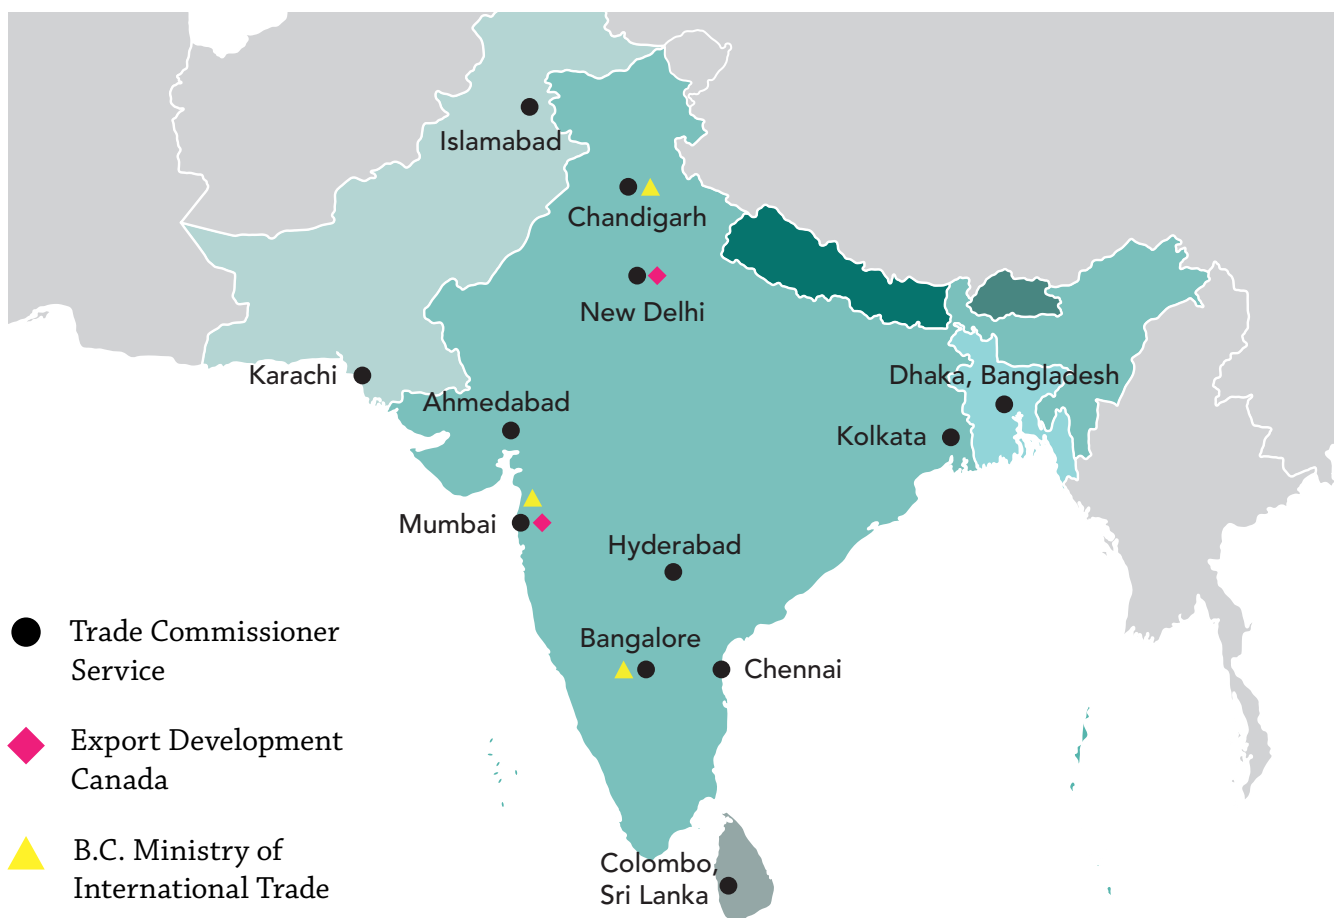 Islamabad
Chandigarh
New Delhi
Karachi
Dhaka, Bangladesh
Ahmedabad
Kolkata
Mumbai
Hyderabad
Bangalore
Chennai
Colombo,
Sri Lanka
Trade Commissioner
Service
Export Development
Canada
B.C. Ministry of
International Trade